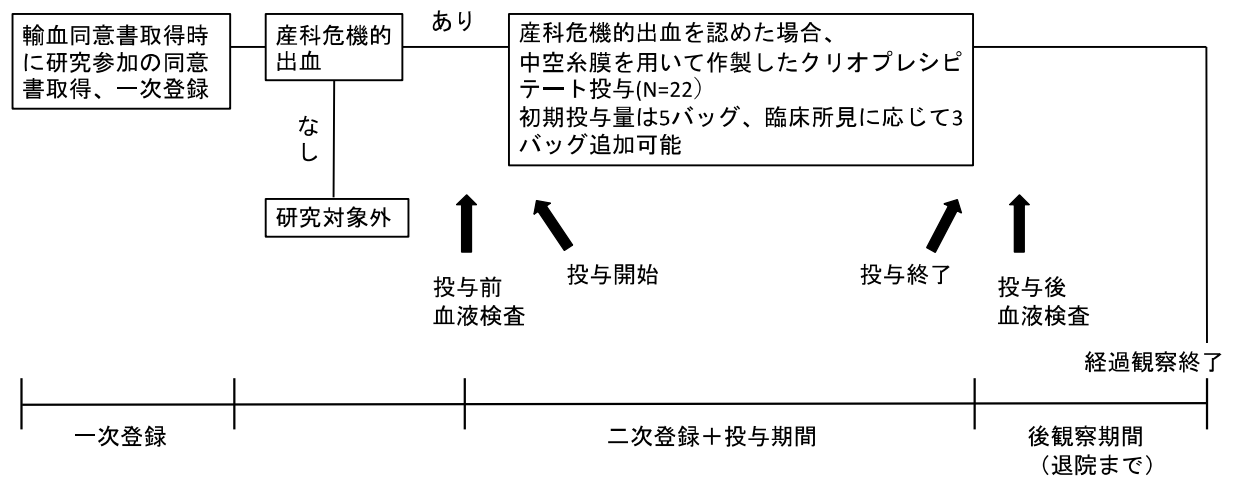 輸血同意書取得時
に研究参加の同意
書取得、一次登録
産科危機的
出血
あり
なし
研究対象外
産科危機的出血を認めた場合、
中空糸膜を用いて作製したクリオプレシピ
テート投与(N=22）
初期投与量は5バッグ、臨床所見に応じて3
バッグ追加可能
投与前
血液検査
投与開始
投与終了
投与後
血液検査
経過観察終了
一次登録
二次登録＋投与期間
後観察期間
（退院まで）